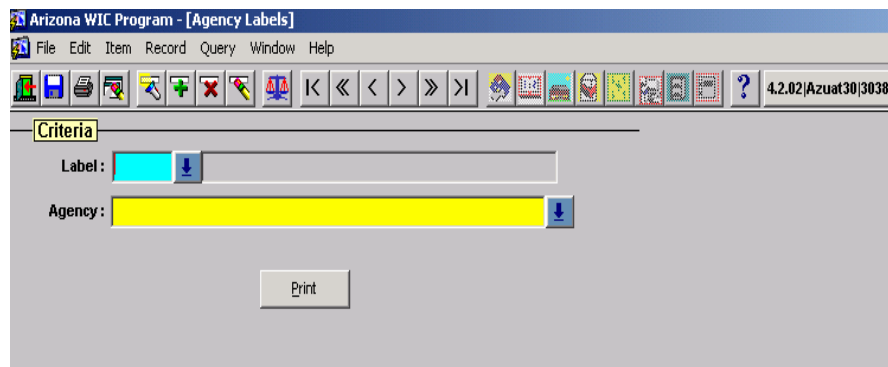 Arizona WIC Program - [Agency Labels]
File Edit Item Record Query Window Help
? 4.2.02|Azuat30|3038
Criteria
Label :
Agency :
Print